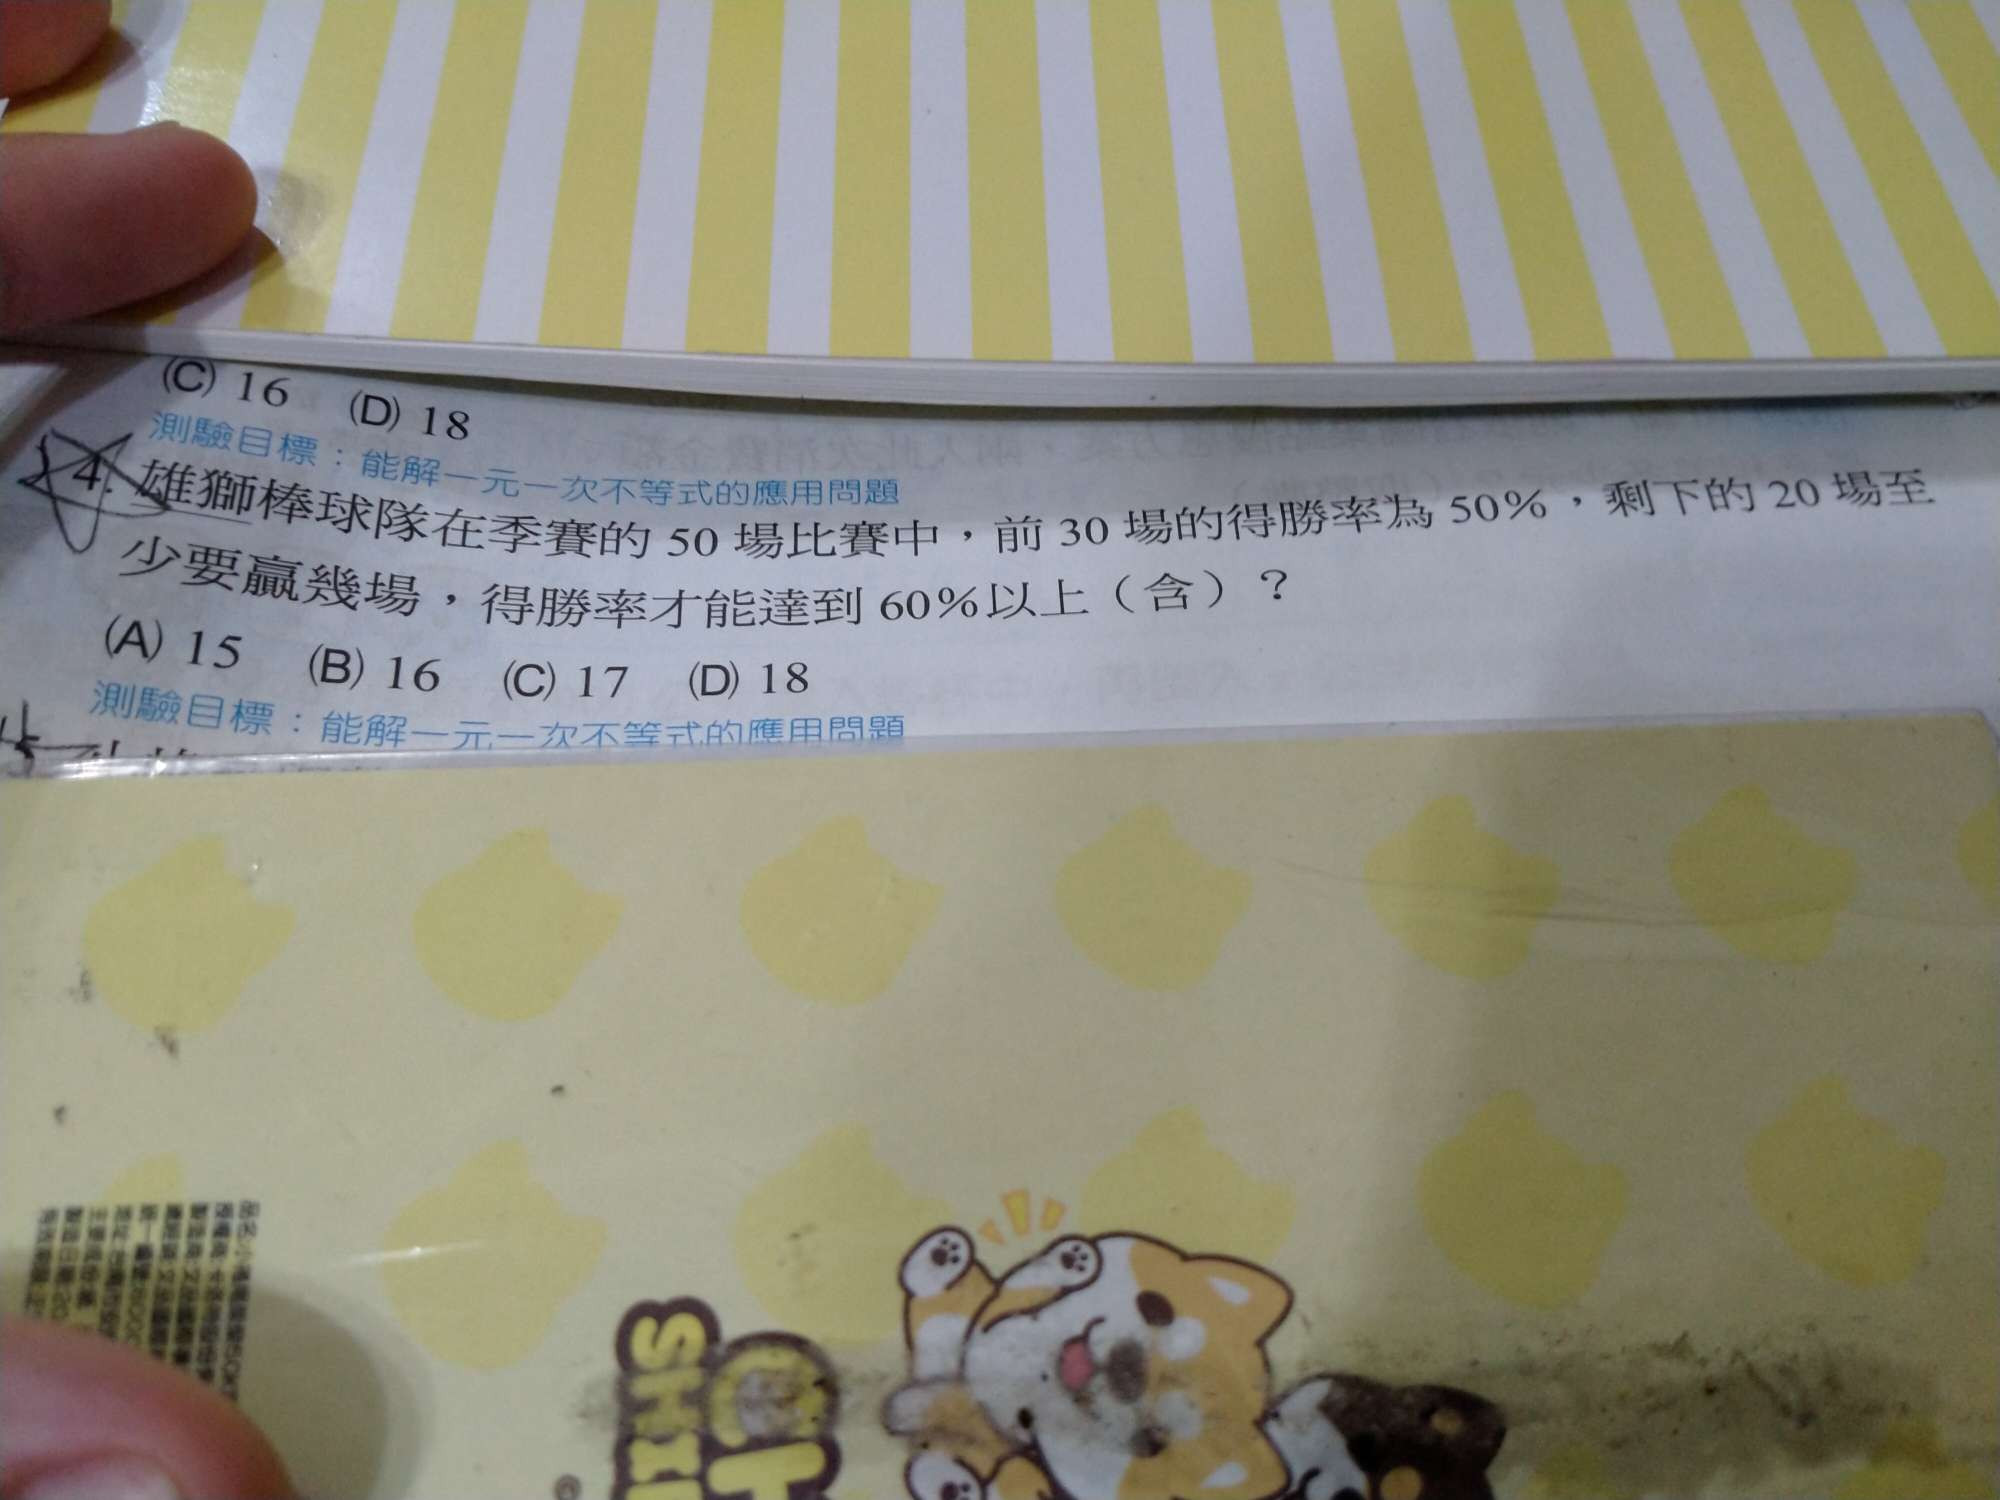 (C) 16 (D) 18
測驗目標：能解一元一次不等式的應用問題
4. 雄獅棒球隊在季賽的 50 場比賽中，前 30 場的得勝率為 50%，剩下的 20 場至
少要贏幾場，得勝率才能達到 60%以上（含）？
(A) 15 (B) 16 (C) 17 (D) 18
測驗目標：能解一元一次不等式的應用問題